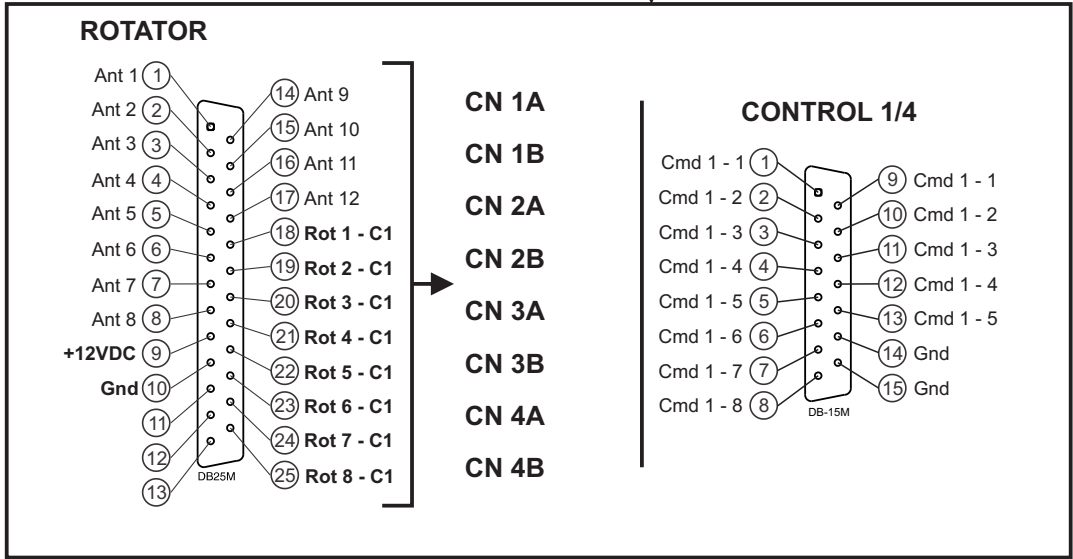 ROTATOR
Ant 1 1
Ant 2 2
Ant 3 3
Ant 4 4
Ant 5 5
Ant 6 6
Ant 7 7
Ant 8 8
+12VDC 9
Gnd 10
11
12
13
14 Ant 9
15 Ant 10
16 Ant 11
17 Ant 12
18 Rot 1 - C1
19 Rot 2 - C1
20 Rot 3 - C1
21 Rot 4 - C1
22 Rot 5 - C1
23 Rot 6 - C1
24 Rot 7 - C1
25 Rot 8 - C1
DB25M
CN 1A
CN 1B
CN 2A
CN 2B
CN 3A
CN 3B
CN 4A
CN 4B
CONTROL 1/4
Cmd 1 - 1 1
Cmd 1 - 2 2
Cmd 1 - 3 3
Cmd 1 - 4 4
Cmd 1 - 5 5
Cmd 1 - 6 6
Cmd 1 - 7 7
Cmd 1 - 8 8
9 Cmd 1 - 1
10 Cmd 1 - 2
11 Cmd 1 - 3
12 Cmd 1 - 4
13 Cmd 1 - 5
14 Gnd
15 Gnd
DB-15M